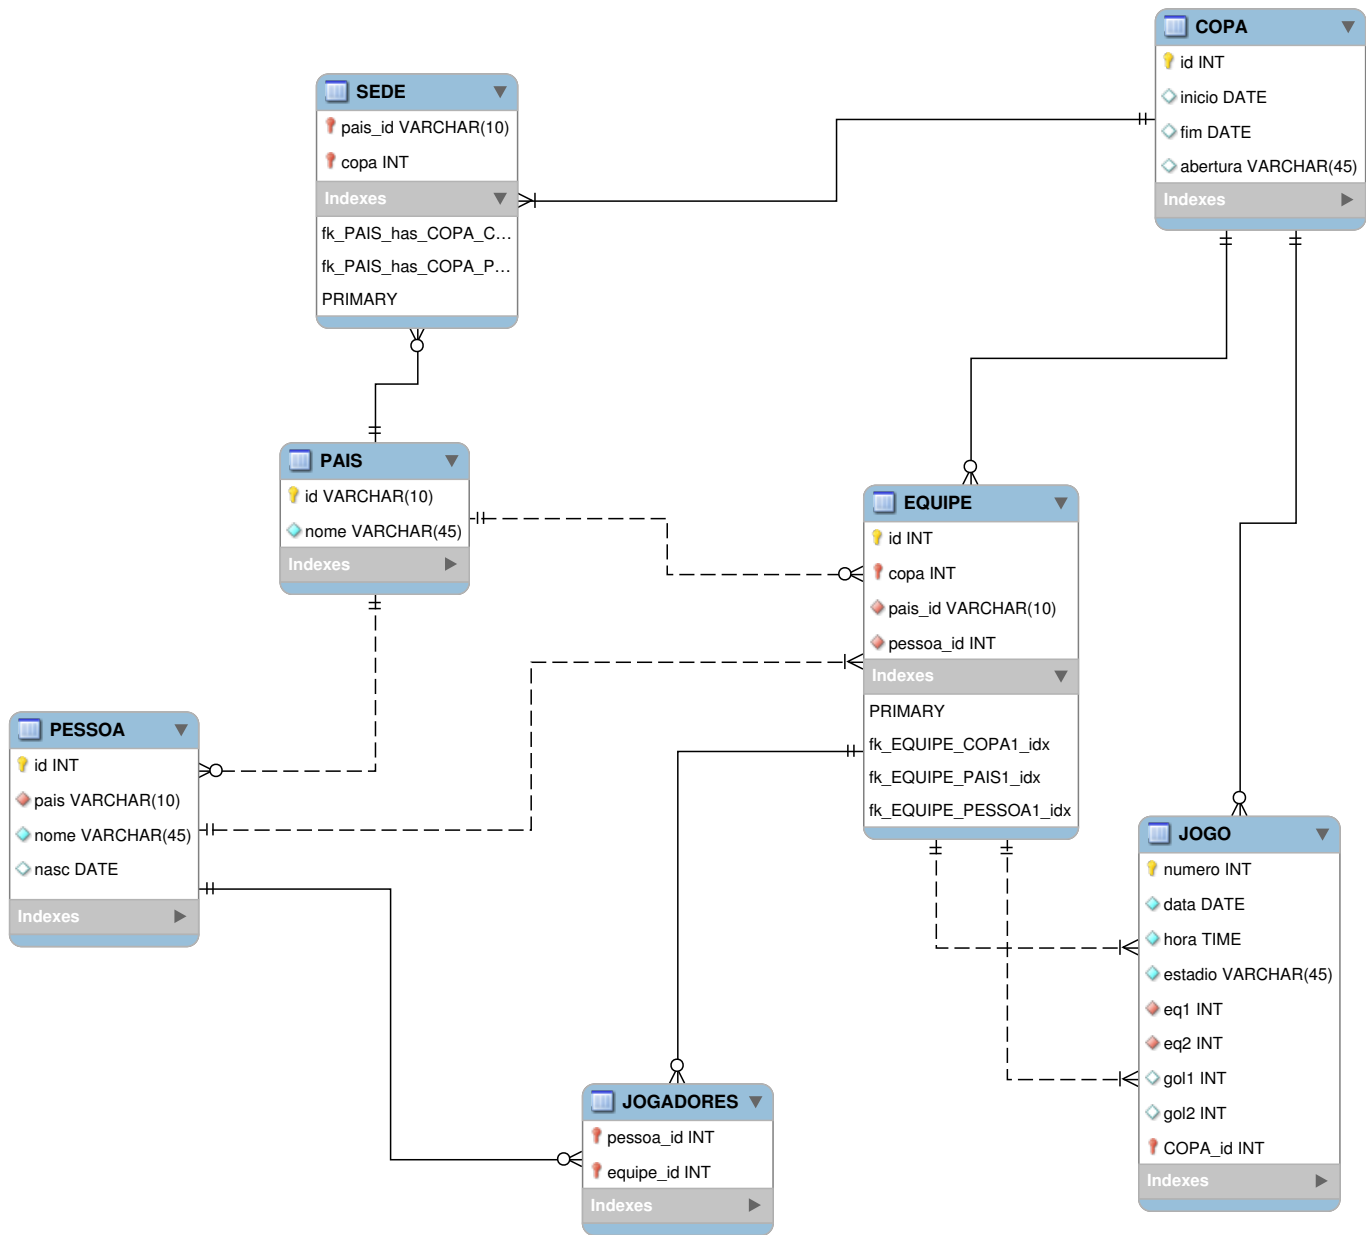 COPA
id INT
inicio DATE
fim DATE
abertura VARCHAR(45)
Indexes
SEDE
pais_id VARCHAR(10)
copa INT
Indexes
fk_PAIS_has_COPA_C...
fk_PAIS_has_COPA_P...
PRIMARY
PAIS
id VARCHAR(10)
nome VARCHAR(45)
Indexes
EQUIPE
id INT
copa INT
pais_id VARCHAR(10)
pessoa_id INT
Indexes
PRIMARY
fk_EQUIPE_COPA1_idx
fk_EQUIPE_PAIS1_idx
fk_EQUIPE_PESSOA1_idx
PESSOA
id INT
pais VARCHAR(10)
nome VARCHAR(45)
nasc DATE
Indexes
JOGO
numero INT
data DATE
hora TIME
estadio VARCHAR(45)
eq1 INT
eq2 INT
gol1 INT
gol2 INT
COPA_id INT
Indexes
JOGADORES
pessoa_id INT
equipe_id INT
Indexes